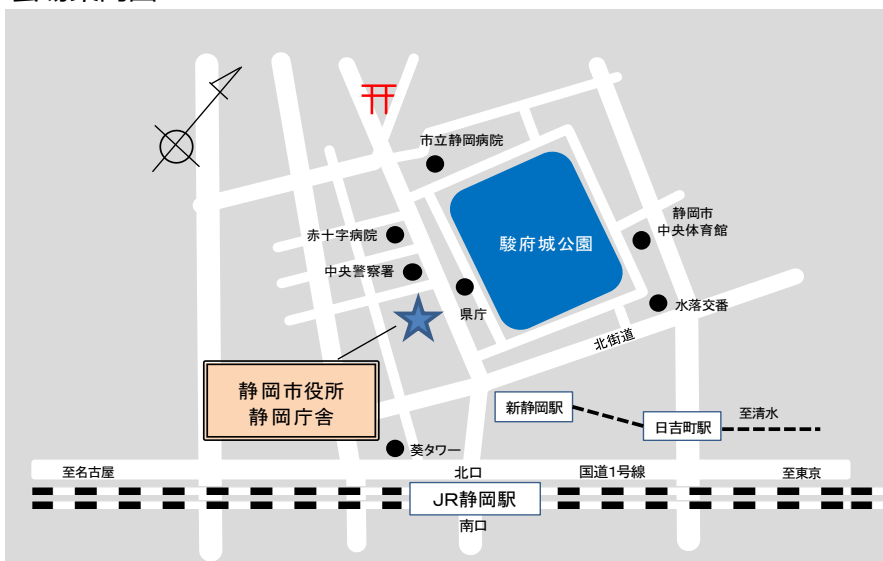 市立静岡病院
静岡市
中央体育館
赤十字病院
駿府城公園
中央警察署
県庁
水落交番
北街道
静岡市役所
静岡庁舎
新静岡駅
日吉町駅
至清水
葵タワー
至名古屋
北口
国道1号線
至東京
JR静岡駅
南口